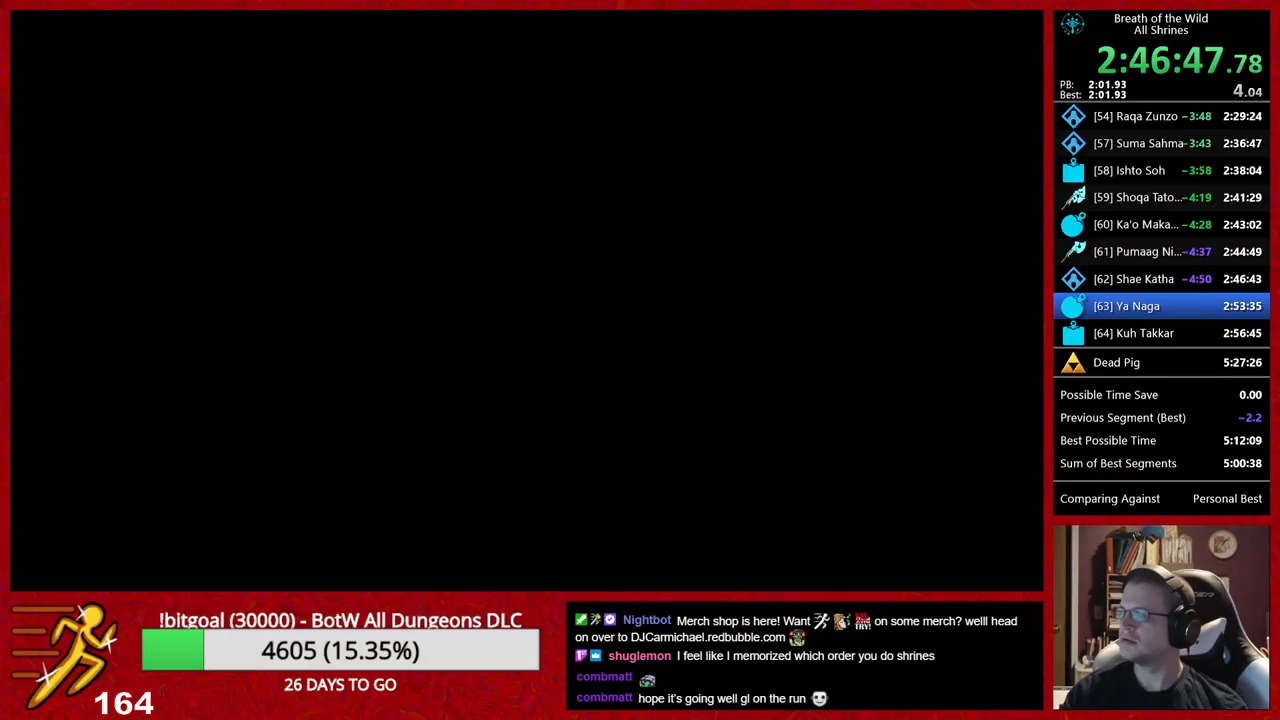 Breath of the Wild
All Shrines
2:46:47.78
PB: 2:01.93
Best: 2:01.93
4.04
[54] Raqa Zunzo -3:48 2:29:24
[57] Suma Sahma -3:43 2:36:47
[58] Ishto Soh -3:58 2:38:04
[59] Shoqa Tato... -4:19 2:41:29
[60] Ka'o Maka... -4:28 2:43:02
[61] Pumaag Ni... -4:37 2:44:49
[62] Shae Katha -4:50 2:46:43
[63] Ya Naga 2:53:35
[64] Kuh Takkar 2:56:45
Dead Pig 5:27:26
Possible Time Save 0.00
Previous Segment (Best) -2.2
Best Possible Time 5:12:09
Sum of Best Segments 5:00:38
Comparing Against Personal Best
164
!bitgoal (30000) - BotW All Dungeons DLC
4605 (15.35%)
26 DAYS TO GO
Nightbot Merch shop is here! Want on some merch? welll head
on over to DJCarmichael.redbubble.com
shuglemon I feel like I memorized which order you do shrines
combmatt
combmatt hope it's going well gl on the run